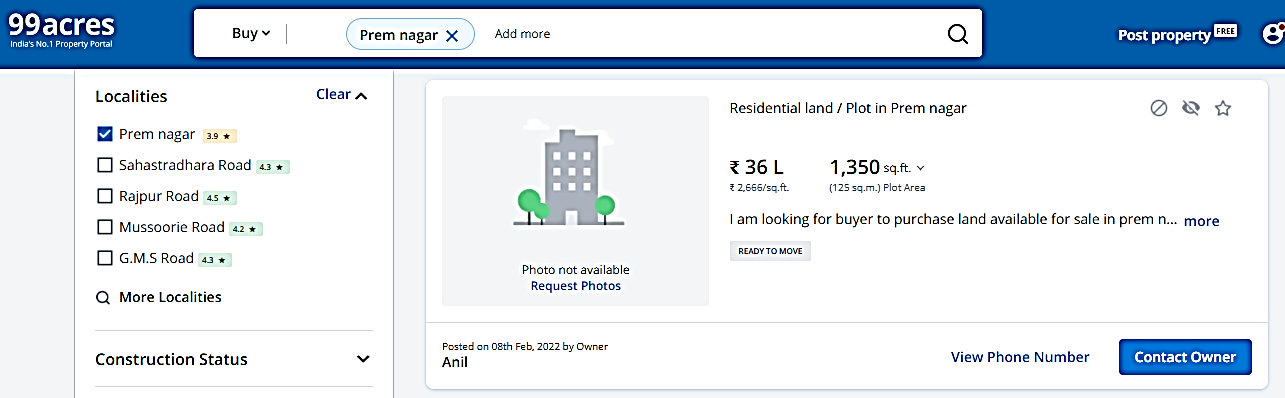 99acres
India's No.1 Property Portal
Buy
Prem nagar
Add more
Post property FREE
Localities
Clear
Prem nagar 3.9 ★
Sahastradhara Road 4.3 ★
Rajpur Road 4.5 ★
Mussoorie Road 4.2 ★
G.M.S Road 4.3 ★
More Localities
Construction Status
Photo not available
Request Photos
Residential land / Plot in Prem nagar
₹ 36 L
₹ 2,666/sq.ft.
1,350 sq.ft.
(125 sq.m.) Plot Area
I am looking for buyer to purchase land available for sale in prem n... more
READY TO MOVE
Posted on 08th Feb, 2022 by Owner
Anil
View Phone Number
Contact Owner